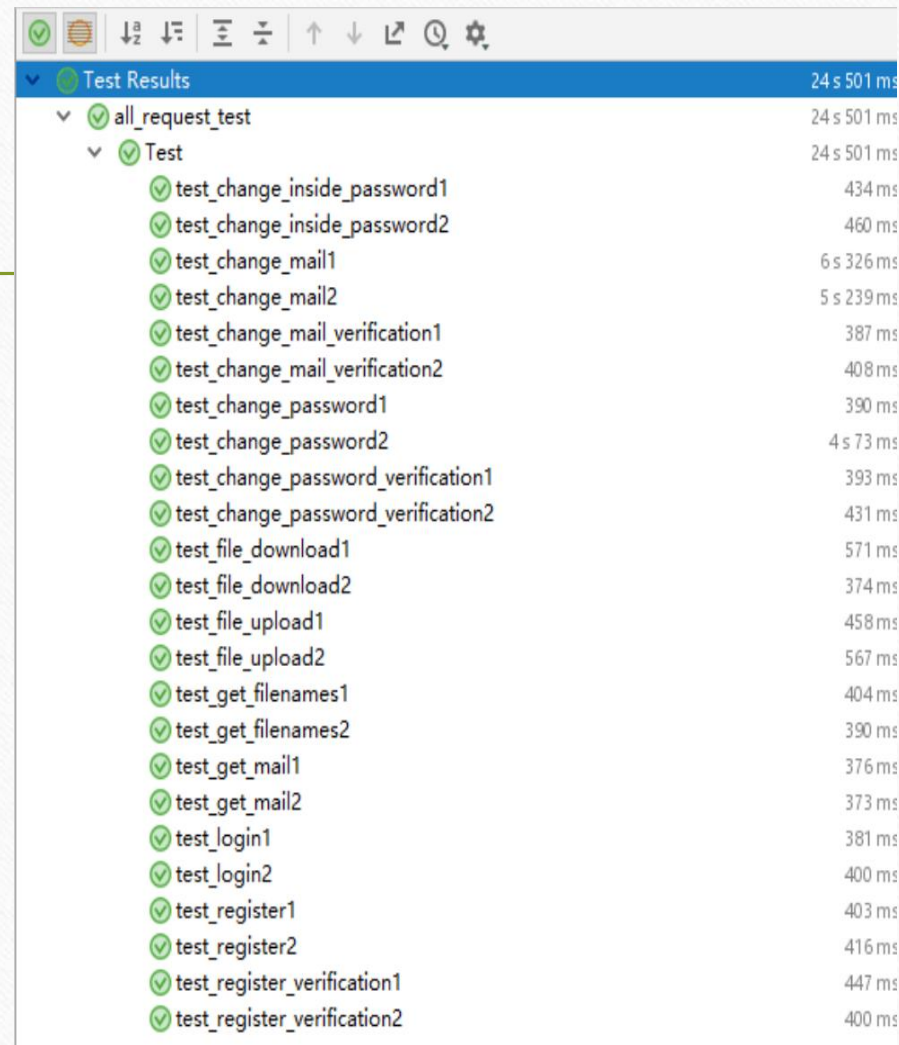 Test Results 24 s 501 ms
all_request_test 24 s 501 ms
Test 24 s 501 ms
test_change_inside_password1 434 ms
test_change_inside_password2 460 ms
test_change_mail1 6 s 326 ms
test_change_mail2 5 s 239 ms
test_change_mail_verification1 387 ms
test_change_mail_verification2 408 ms
test_change_password1 390 ms
test_change_password2 4 s 73 ms
test_change_password_verification1 393 ms
test_change_password_verification2 431 ms
test_file_download1 571 ms
test_file_download2 374 ms
test_file_upload1 458 ms
test_file_upload2 567 ms
test_get_filenames1 404 ms
test_get_filenames2 390 ms
test_get_mail1 376 ms
test_get_mail2 373 ms
test_login1 381 ms
test_login2 400 ms
test_register1 403 ms
test_register2 416 ms
test_register_verification1 447 ms
test_register_verification2 400 ms